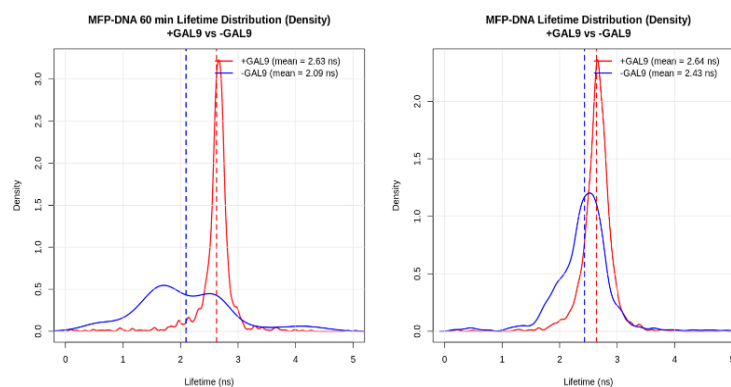 MFP-DNA 60 min Lifetime Distribution (Density)
+GAL9 vs -GAL9
+GAL9 (mean = 2.63 ns)
-GAL9 (mean = 2.09 ns)
Density
3.0
2.5
2.0
1.5
1.0
0.5
0.0
0 1 2 3 4 5
Lifetime (ns)
MFP-DNA Lifetime Distribution (Density)
+GAL9 vs -GAL9
+GAL9 (mean = 2.64 ns)
-GAL9 (mean = 2.43 ns)
Density
2.0
1.5
1.0
0.5
0.0
0 1 2 3 4 5
Lifetime (ns)